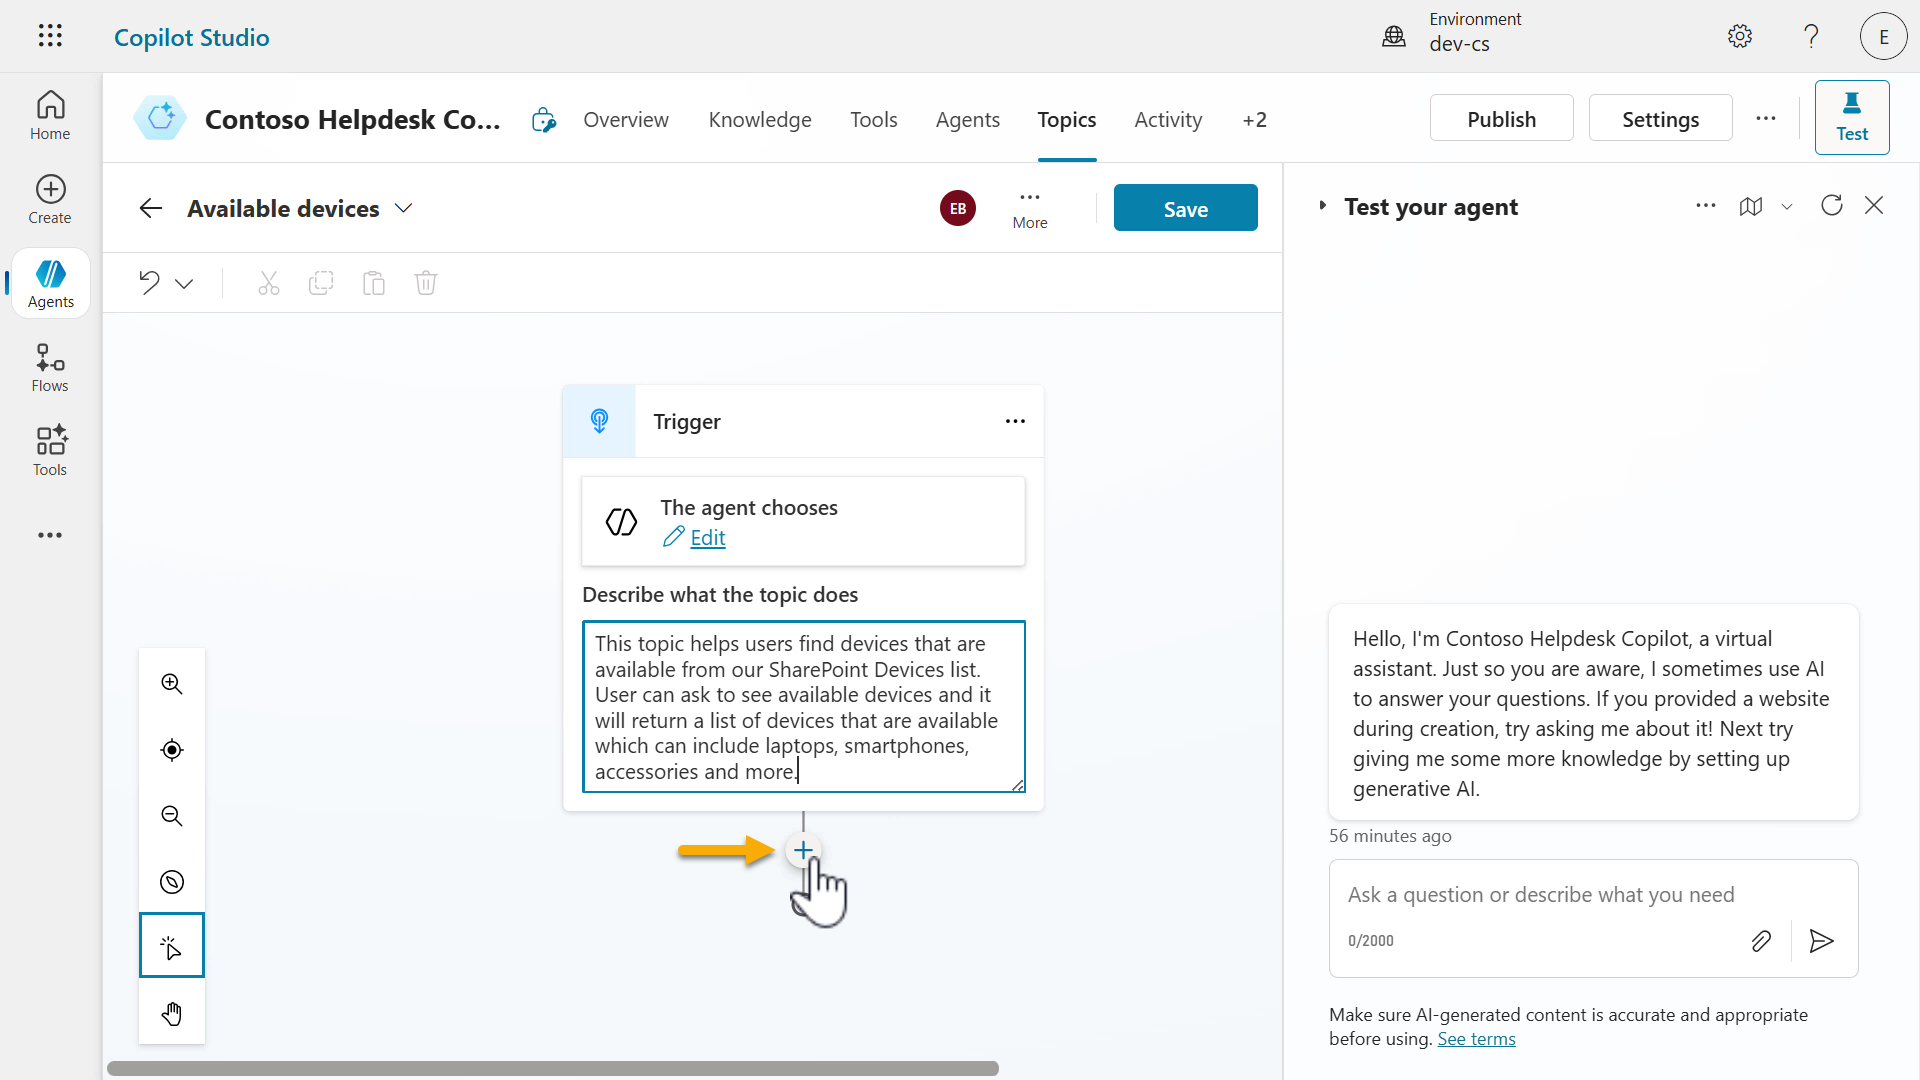 Copilot Studio
Environment
dev-cs
E
Home
Create
Agents
Flows
Tools
Contoso Helpdesk Co...
Overview
Knowledge
Tools
Agents
Topics
Activity
+2
Publish
Settings
Test
Available devices
EB
More
Save
Trigger
The agent chooses
Edit
Describe what the topic does
This topic helps users find devices that are
available from our SharePoint Devices list.
User can ask to see available devices and it
will return a list of devices that are available
which can include laptops, smartphones,
accessories and more.
Test your agent
Hello, I'm Contoso Helpdesk Copilot, a virtual
assistant. Just so you are aware, I sometimes use AI
to answer your questions. If you provided a website
during creation, try asking me about it! Next try
giving me some more knowledge by setting up
generative AI.
56 minutes ago
Ask a question or describe what you need
0/2000
Make sure AI-generated content is accurate and appropriate
before using. See terms